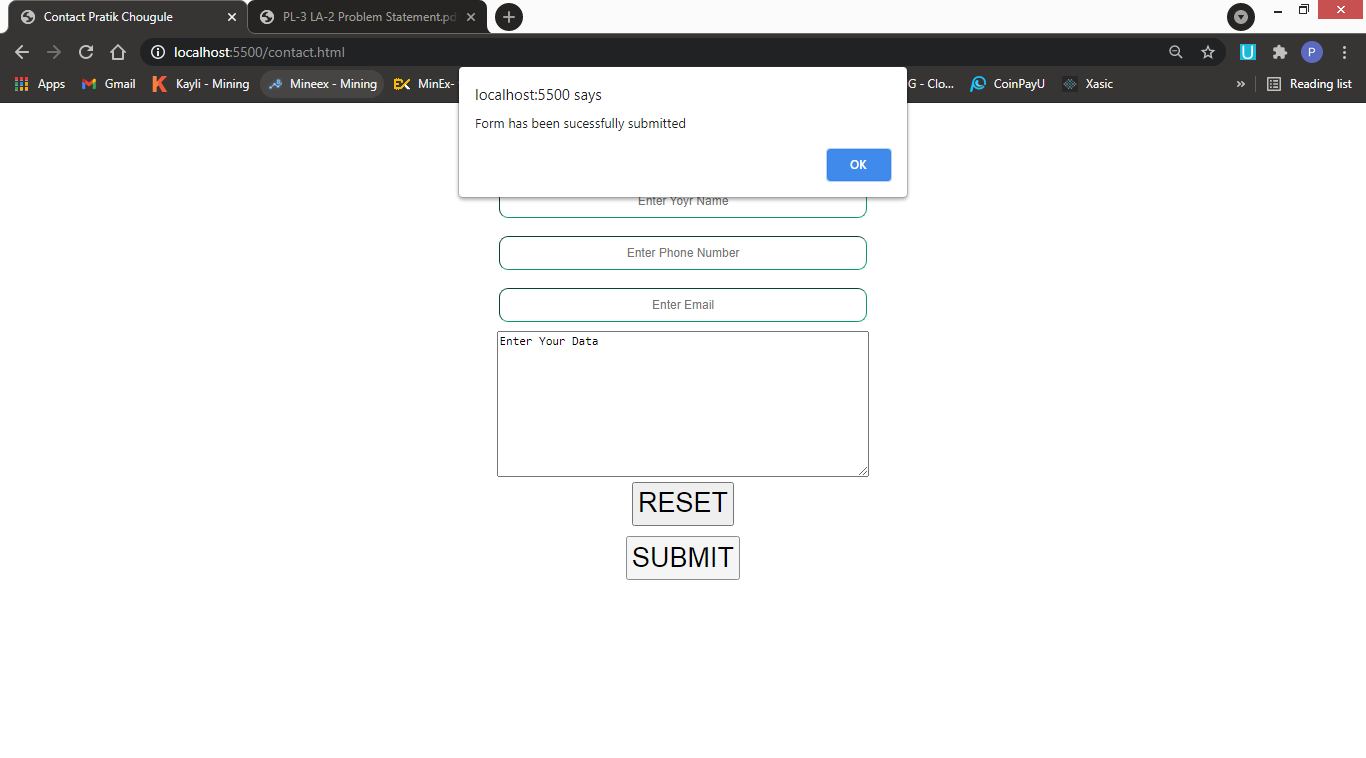 Contact Pratik Chougule
PL-3 LA-2 Problem Statement.pd
localhost:5500/contact.html
U
P
Apps
Gmail
Kayli - Mining
Mineex - Mining
MinEx-
G - Clo...
CoinPayU
Xasic
»
Reading list
localhost:5500 says
Form has been sucessfully submitted
OK
Enter Yoyr Name
Enter Phone Number
Enter Email
Enter Your Data
RESET
SUBMIT